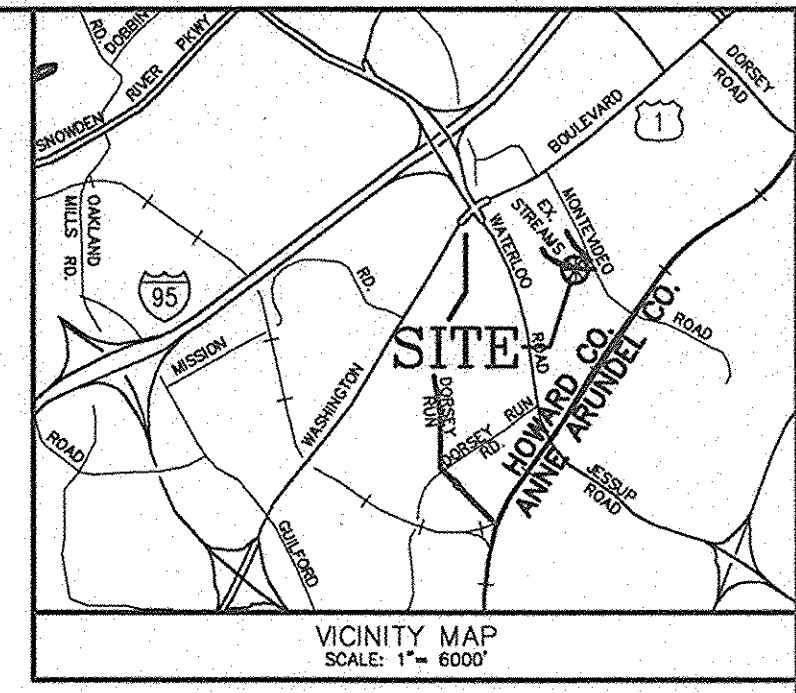 RD.
DOBBIN
SNOWDEN RIVER PKWY
OAKLAND
MILLS RD.
95
MISSION
RD.
WASHINGTON
BOULEVARD
1
DORSEY
ROAD
MONTEVIDEO
ROAD
EX.
STREAMS
WATERLOO
ROAD
SITE
DORSEY
RUN
DORSEY RUN
RD.
HOWARD CO.
ANNE ARUNDEL CO.
JESSUP
ROAD
ROAD
GUILFORD
VICINITY MAP
SCALE: 1"= 6000'